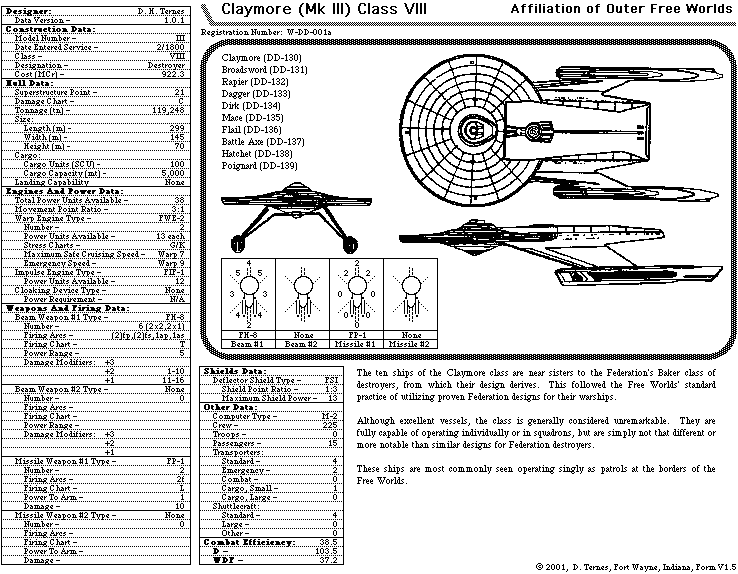 Claymore (Mk III) Class VIII
Affiliation of Outer Free Worlds
Registration Number: W-DD-001a
Designer: D. H. Ternes
Data Version - 1.0.1
Construction Data:
Model Number - III
Date Entered Service - 2/1800
Class - VIII
Designation - Destroyer
Cost (MCr) - 922.3
Hull Data:
Superstructure Point - 21
Damage Chart - C
Tonnage (tn) - 119,248
Size:
Length (m) - 299
Width (m) - 145
Height (m) - 70
Cargo:
Cargo Units (SCU) - 100
Cargo Capacity (mt) - 5,000
Landing Capability None
Engines And Power Data:
Total Power Units Available - 38
Movement Point Ratio - 3:1
Warp Engine Type - FWE-2
Number - 2
Power Units Available - 13 each
Stress Charts - G/K
Maximum Safe Cruising Speed - Warp 7
Emergency Speed - Warp 9
Impulse Engine Type - FIF-1
Power Units Available - 12
Cloaking Device Type - None
Power Requirement - N/A
Weapons And Firing Data:
Beam Weapon #1 Type - FH-8
Number - 6 (2x2,2x1)
Firing Arcs - (2)fp,(2)fs,1ap,1as
Firing Chart - T
Power Range - 5
Damage Modifiers: +3
+2 1-10
+1 11-16
Beam Weapon #2 Type - None
Number - 0
Firing Arcs -
Firing Chart -
Power Range -
Damage Modifiers: +3
+2
+1
Missile Weapon #1 Type - FP-1
Number - 2
Firing Arcs - 2f
Firing Chart - L
Power To Arm - 1
Damage - 10
Missile Weapon #2 Type - None
Number - 0
Firing Arcs -
Firing Chart -
Power To Arm -
Damage -
Claymore (DD-130)
Broadsword (DD-131)
Rapier (DD-132)
Dagger (DD-133)
Dirk (DD-134)
Mace (DD-135)
Flail (DD-136)
Battle Axe (DD-137)
Hatchet (DD-138)
Poignard (DD-139)
4 2
5 5 2 2
3 3 0 0
4 4 0 0
2 0
FH-8 None FP-1 None
Beam #1 Beam #2 Missile #1 Missile #2
Shields Data:
Deflector Shield Type - FSI
Shield Point Ratio - 1:3
Maximum Shield Power - 13
Other Data:
Computer Type - M-2
Crew - 225
Troops - 0
Passengers - 15
Transporters:
Standard - 4
Emergency - 2
Combat - 0
Cargo, Small - 1
Cargo, Large - 0
Shuttlecraft:
Standard - 4
Large - 0
Other - 0
Combat Efficiency: 38.5
D - 103.5
WDF - 37.2
The ten ships of the Claymore class are near sisters to the Federation's Baker class of
destroyers, from which their design derives. This followed the Free Worlds' standard
practice of utilizing proven Federation designs for their warships.
Although excellent vessels, the class is generally considered unremarkable. They are
fully capable of operating individually or in squadrons, but are simply not that different or
more notable than similar designs for Federation destroyers.
These ships are most commonly seen operating singly as patrols at the borders of the
Free Worlds.
© 2001, D. Ternes, Fort Wayne, Indiana, Form V1.5